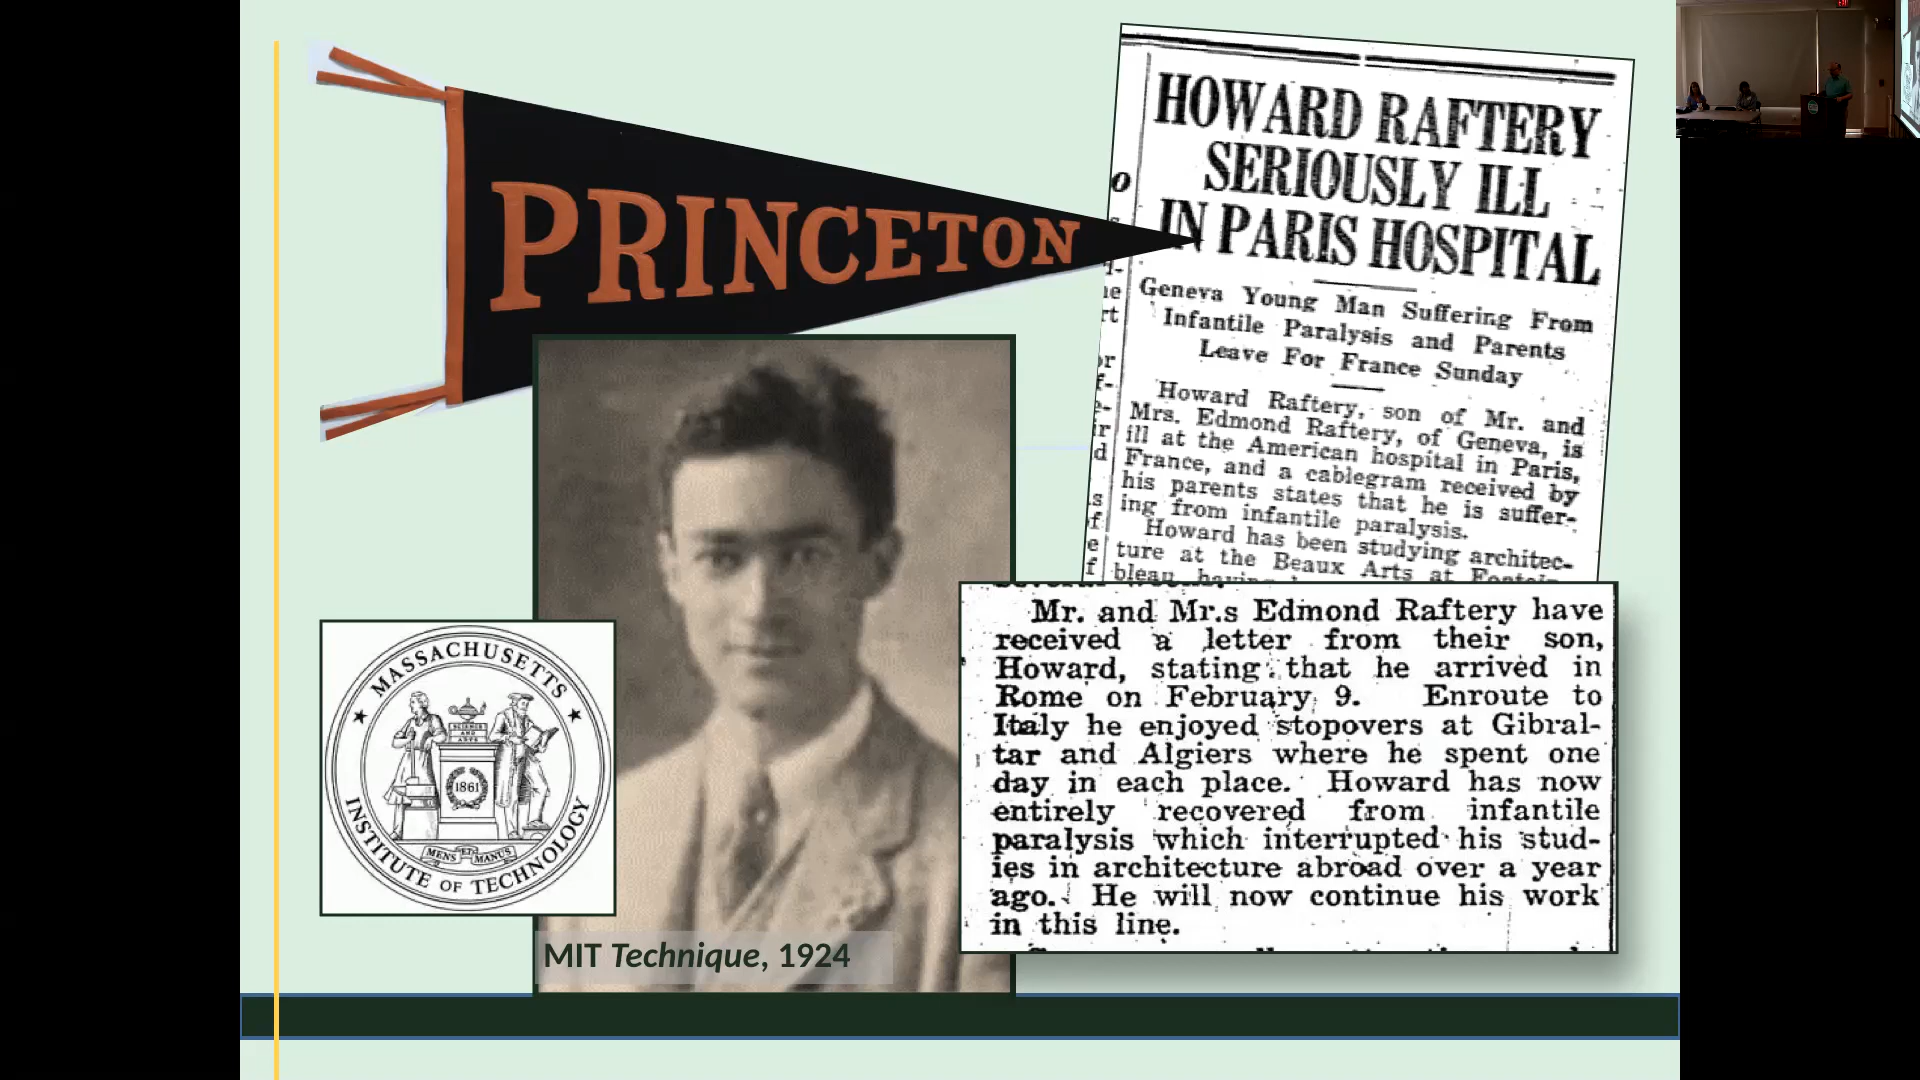 PRINCETON
HOWARD RAFTERY
SERIOUSLY ILL
IN PARIS HOSPITAL
Geneva Young Man Suffering From
Infantile Paralysis and Parents
Leave For France Sunday
Howard Raftery, son of Mr. and
Mrs. Edmond Raftery, of Geneva, is
ill at the American hospital in Paris,
France, and a cablegram received by
his parents states that he is suffer-
ing from infantile paralysis.
Howard has been studying architec-
ture at the Beaux Arts at
Mr. and Mr.s Edmond Raftery have
received a letter from their son,
Howard, stating that he arrived in
Rome on February 9. Enroute to
Italy he enjoyed stopovers at Gibral-
tar and Algiers where he spent one
day in each place. Howard has now
entirely recovered from infantile
paralysis which interrupted his stud-
ies in architecture abroad over a year
ago. He will now continue his work
in this line.
MASSACHUSETTS
INSTITUTE OF TECHNOLOGY
SCIENCE
AND
ARTS
1861
MENS ET MANUS
MIT Technique, 1924